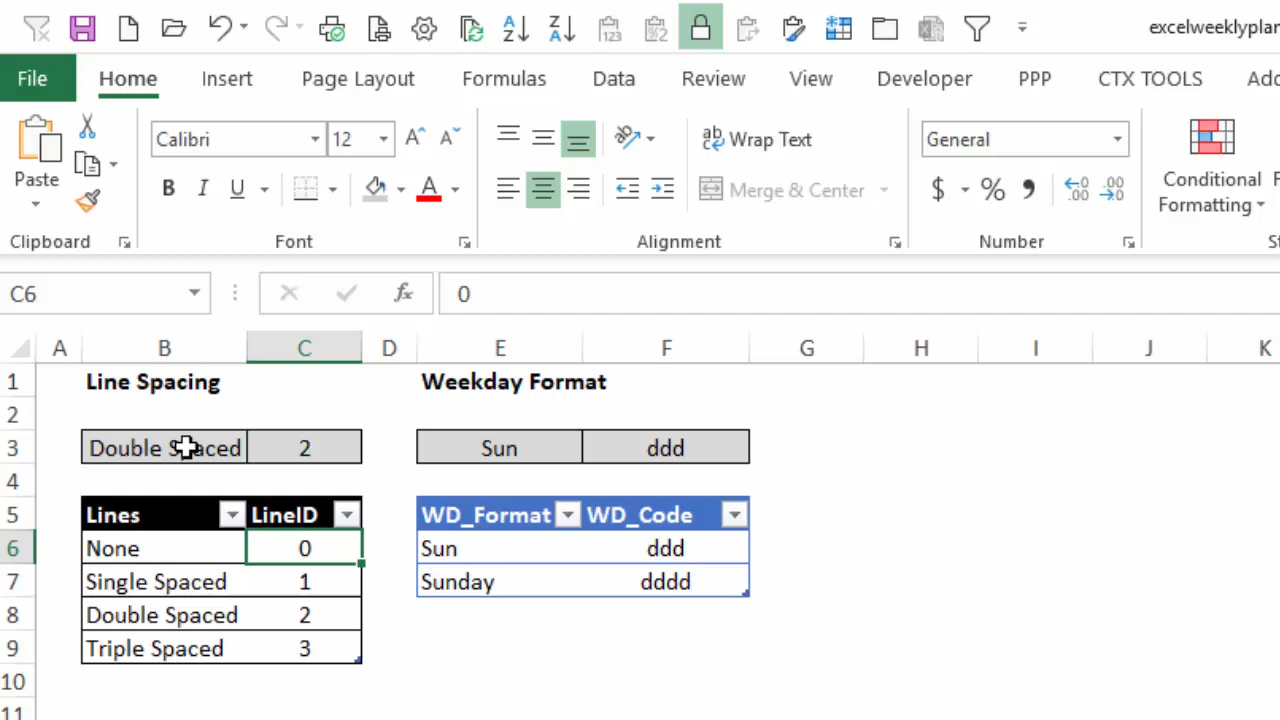 excelweeklyplan
File Home Insert Page Layout Formulas Data Review View Developer PPP CTX TOOLS
Calibri 12 Wrap Text General
Paste B I U Merge & Center $ % Conditional Formatting
Clipboard Font Alignment Number
C6 fx 0
A B C D E F G H I J K
1 Line Spacing Weekday Format
2
3 Double Spaced 2 Sun ddd
4
5 Lines LineID WD_Format WD_Code
6 None 0 Sun ddd
7 Single Spaced 1 Sunday dddd
8 Double Spaced 2
9 Triple Spaced 3
10
11